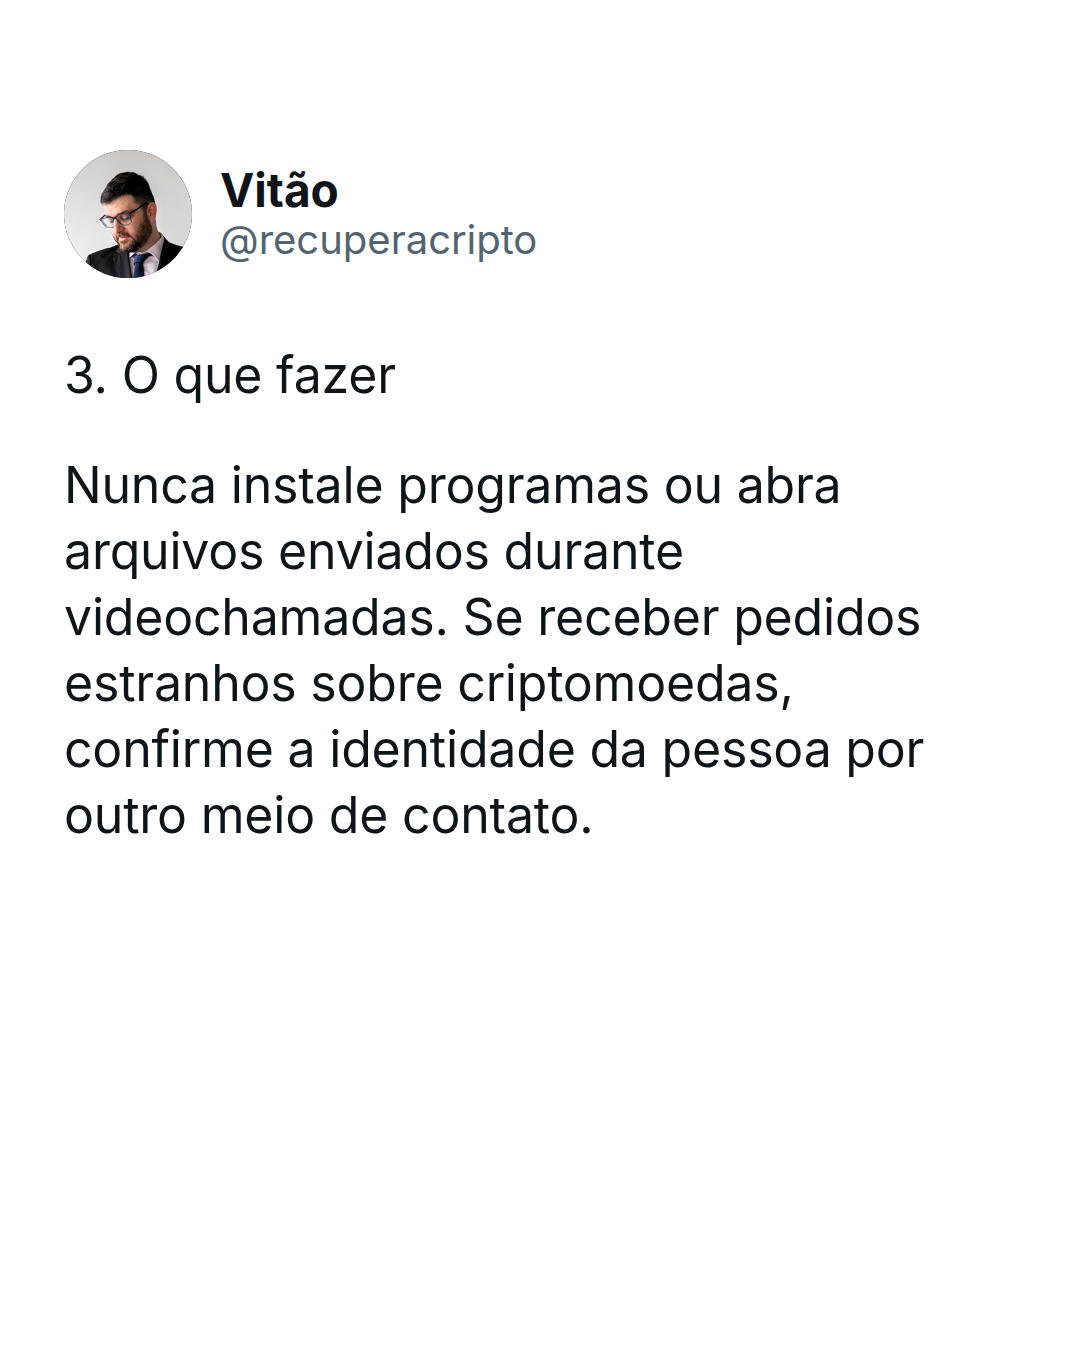 Vitão
@recuperacripto
3. O que fazer
Nunca instale programas ou abra
arquivos enviados durante
videochamadas. Se receber pedidos
estranhos sobre criptomoedas,
confirme a identidade da pessoa por
outro meio de contato.